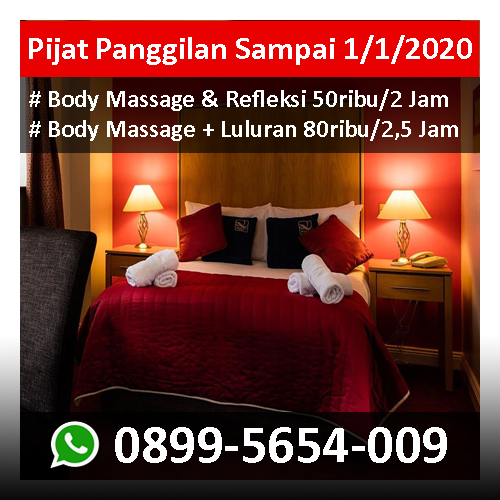 Pijat Panggilan Sampai 1/1/2020
# Body Massage & Refleksi 50ribu/2 Jam
# Body Massage + Luluran 80ribu/2,5 Jam
0899-5654-009